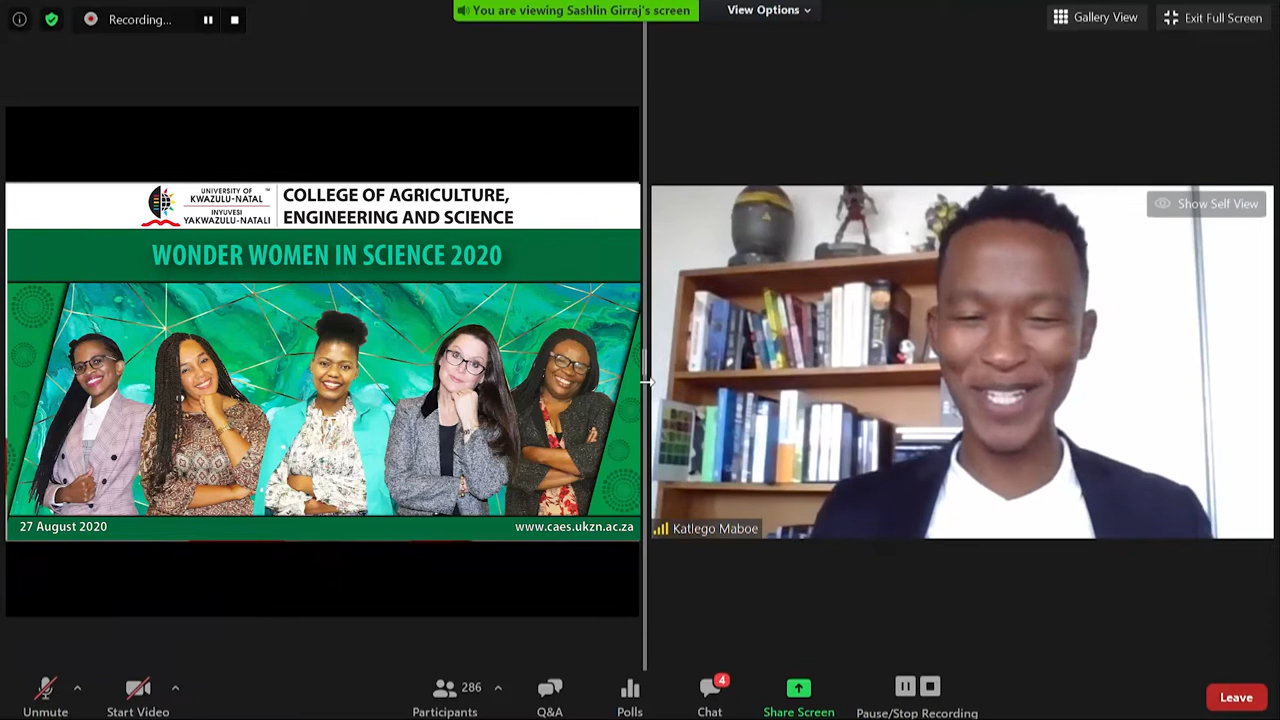 Recording...
You are viewing Sashlin Girraj's screen
View Options
Gallery View
Exit Full Screen
UNIVERSITY OF
KWAZULU-NATAL
INYUVESI
YAKWAZULU-NATALI
COLLEGE OF AGRICULTURE,
ENGINEERING AND SCIENCE
WONDER WOMEN IN SCIENCE 2020
27 August 2020
www.caes.ukzn.ac.za
Show Self View
Katlego Maboe
Unmute
Start Video
286
Participants
Q&A
Polls
4
Chat
Share Screen
Pause/Stop Recording
Leave